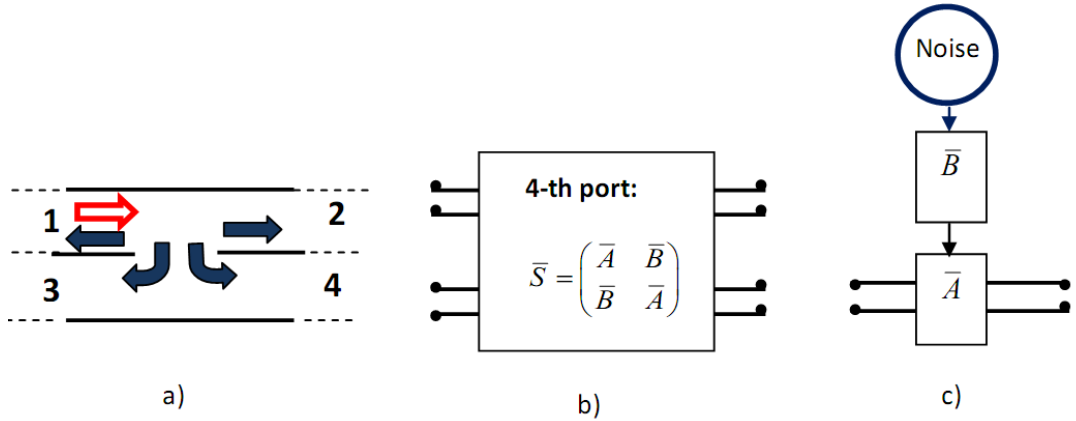 1
2
3
4
a)
4-th port:
S̅ = (A̅ B̅
B̅ A̅)
b)
Noise
B̅
A̅
c)